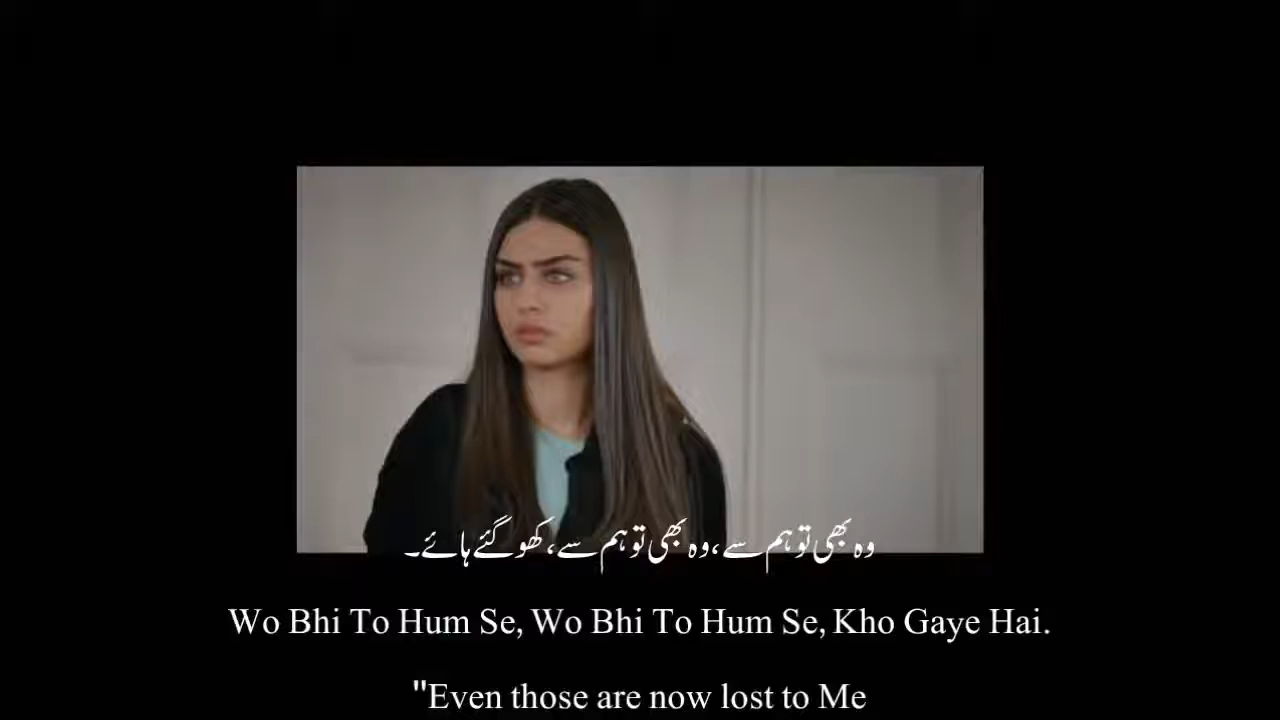 وہ بھی تو ہم سے ،وہ بھی تو ہم سے، کھو گئے ہائے۔
Wo Bhi To Hum Se, Wo Bhi To Hum Se, Kho Gaye Hai.
"Even those are now lost to Me